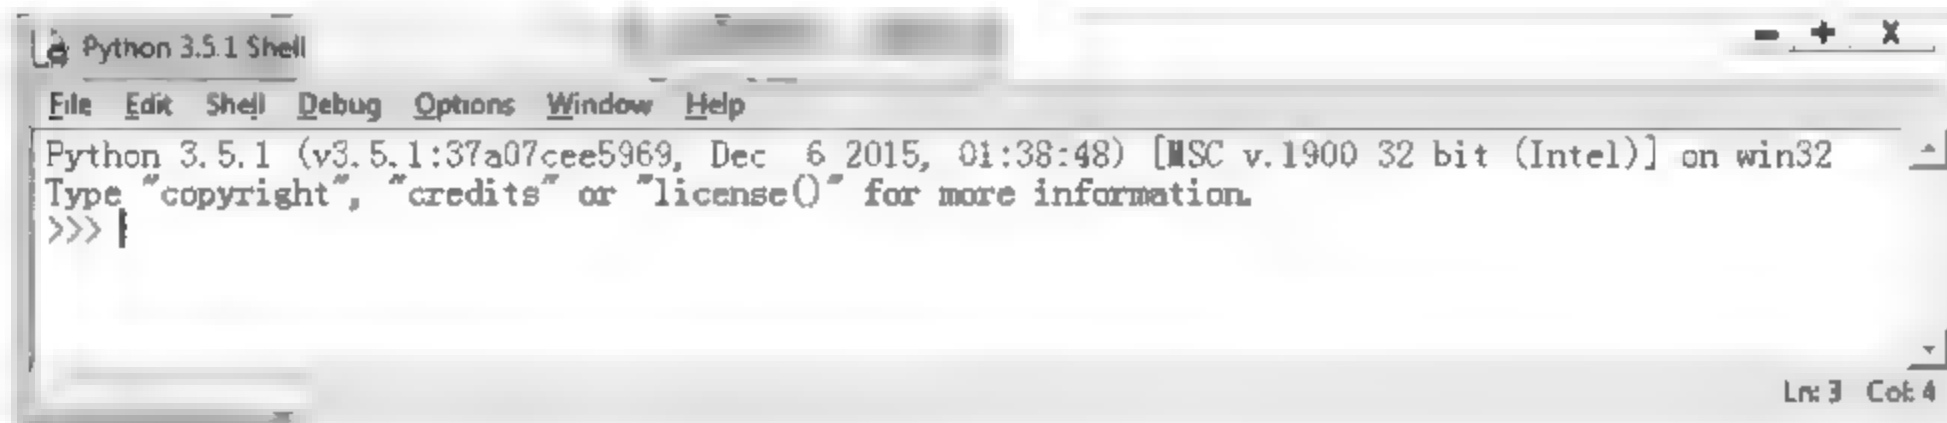 Python 3.5.1 Shell
File Edit Shell Debug Options Window Help
Python 3.5.1 (v3.5.1:37a07cee5969, Dec  6 2015, 01:38:48) [MSC v.1900 32 bit (Intel)] on win32
Type "copyright", "credits" or "license()" for more information.
>>>
Ln: 3 Col: 4